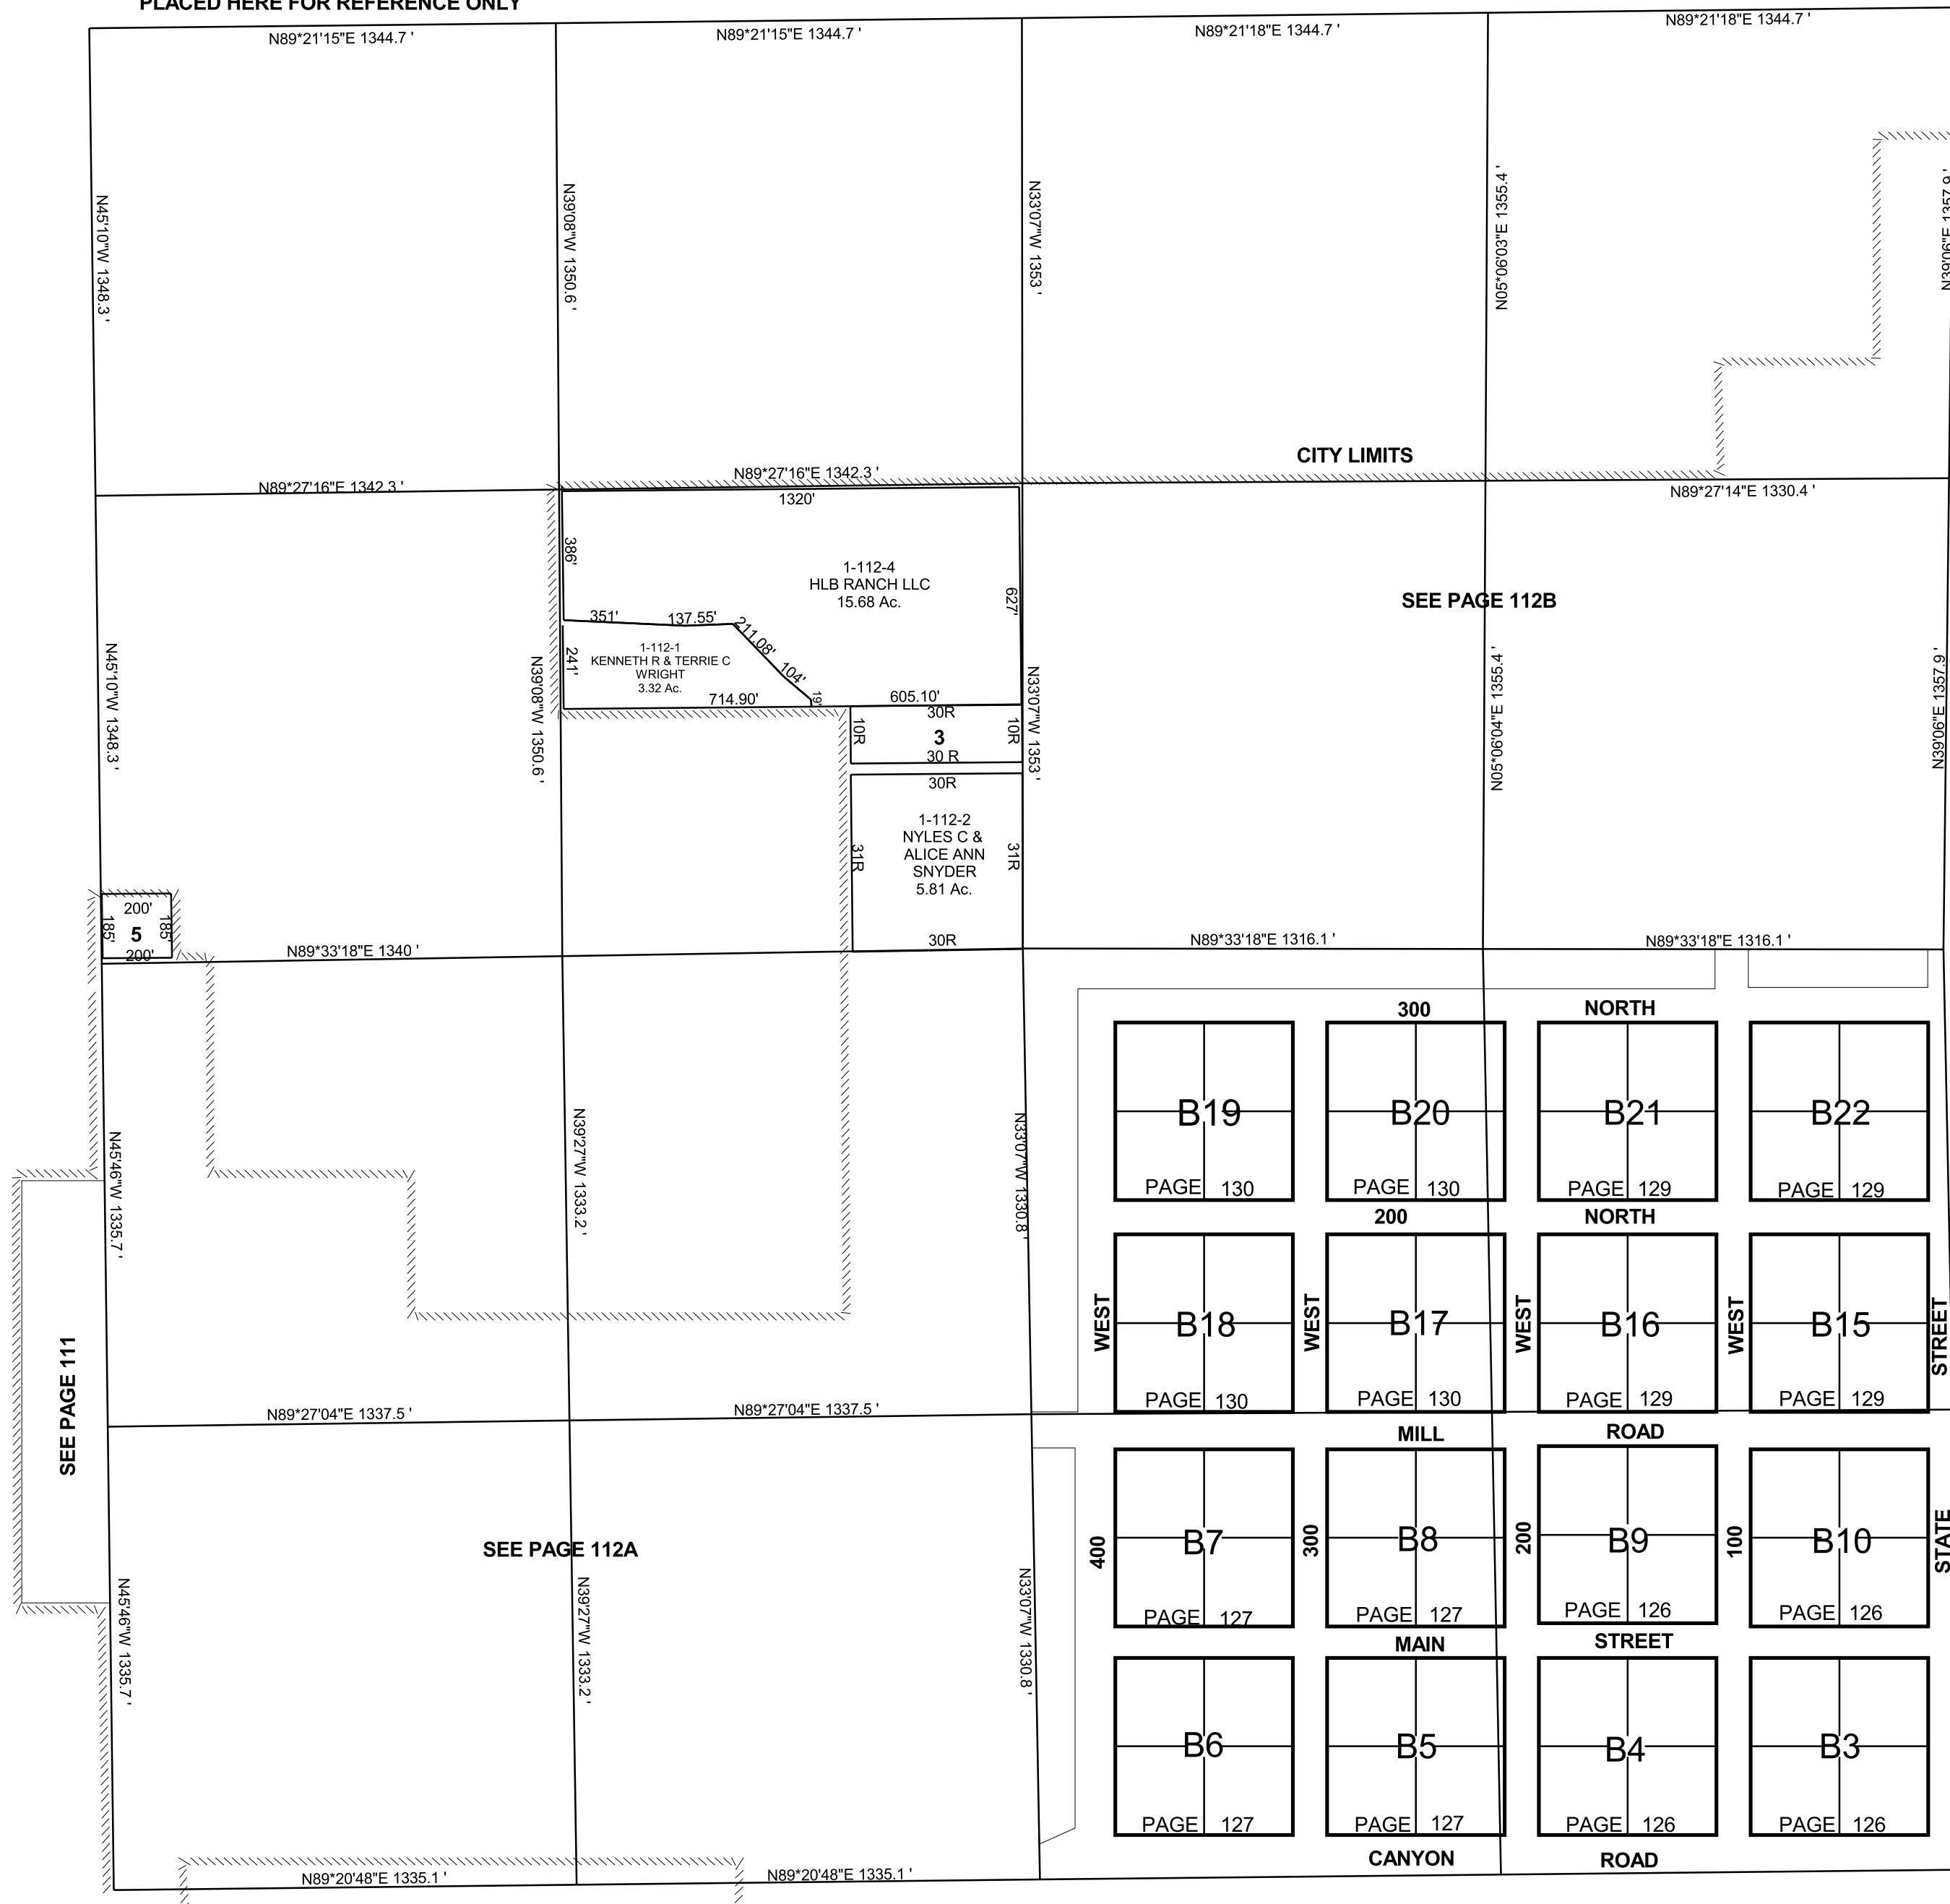 PLACED HERE FOR REFERENCE ONLY
N89*21'15"E 1344.7 '
N89*21'15"E 1344.7 '
N89*21'18"E 1344.7 '
N89*21'18"E 1344.7 '
N45'10"W 1348.3 '
N39'08"W 1350.6 '
N33'07"W 1353 '
N05*06'03"E 1355.4 '
N39'06"E 1357.9 '
CITY LIMITS
N89*27'16"E 1342.3 '
N89*27'16"E 1342.3 '
N89*27'14"E 1330.4 '
1320'
386'
1-112-4
HLB RANCH LLC
15.68 Ac.
627'
SEE PAGE 112B
351'
137.55'
211.08'
104'
19'
241'
1-112-1
KENNETH R & TERRIE C
WRIGHT
3.32 Ac.
714.90'
605.10'
N45'10"W 1348.3 '
N39'08"W 1350.6 '
N33'07"W 1353 '
N05*06'04"E 1355.4 '
N39'06"E 1357.9 '
30R
10R
3
10R
30 R
30R
1-112-2
NYLES C &
ALICE ANN
SNYDER
5.81 Ac.
31R
31R
30R
200'
185'
5
185'
200'
N89*33'18"E 1340 '
N89*33'18"E 1316.1 '
N89*33'18"E 1316.1 '
300
NORTH
B19
B20
B21
B22
PAGE 130
PAGE 130
PAGE 129
PAGE 129
N45'46"W 1335.7 '
N39'27"W 1333.2 '
N33'07"W 1330.8 '
200
NORTH
WEST
WEST
WEST
WEST
STREET
B18
B17
B16
B15
PAGE 130
PAGE 130
PAGE 129
PAGE 129
SEE PAGE 111
N89*27'04"E 1337.5 '
N89*27'04"E 1337.5 '
MILL
ROAD
SEE PAGE 112A
400
300
200
100
STATE
B7
B8
B9
B10
PAGE 127
PAGE 127
PAGE 126
PAGE 126
N45'46"W 1335.7 '
N39'27"W 1333.2 '
N33'07"W 1330.8 '
MAIN
STREET
B6
B5
B4
B3
PAGE 127
PAGE 127
PAGE 126
PAGE 126
CANYON
ROAD
N89*20'48"E 1335.1 '
N89*20'48"E 1335.1 '